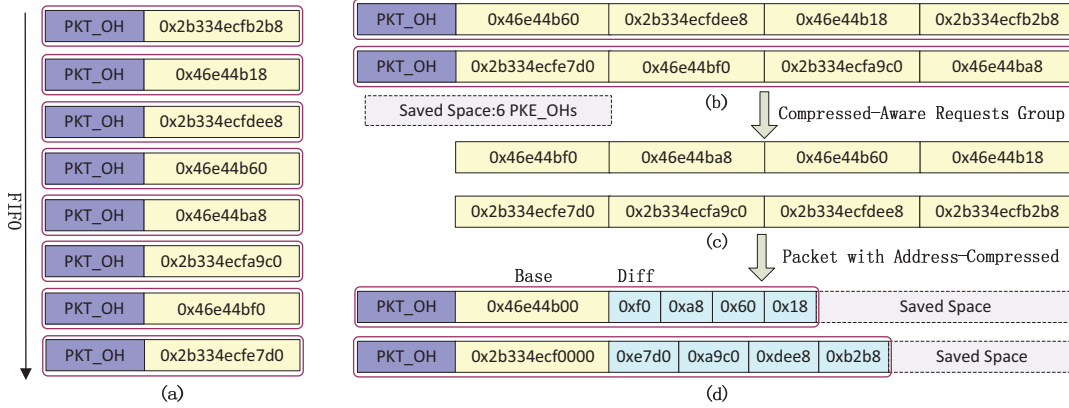 PKT_OH 0x2b334ecfb2b8
PKT_OH 0x46e44b18
PKT_OH 0x2b334ecfdee8
PKT_OH 0x46e44b60
PKT_OH 0x46e44ba8
PKT_OH 0x2b334ecfa9c0
PKT_OH 0x46e44bf0
PKT_OH 0x2b334ecfe7d0
FIFO
(a)
PKT_OH 0x46e44b60 0x2b334ecfdee8 0x46e44b18 0x2b334ecfb2b8
PKT_OH 0x2b334ecfe7d0 0x46e44bf0 0x2b334ecfa9c0 0x46e44ba8
(b)
Saved Space:6 PKE_OHs
Compressed-Aware Requests Group
0x46e44bf0 0x46e44ba8 0x46e44b60 0x46e44b18
0x2b334ecfe7d0 0x2b334ecfa9c0 0x2b334ecfdee8 0x2b334ecfb2b8
(c)
Packet with Address-Compressed
Base Diff
PKT_OH 0x46e44b00 0xf0 0xa8 0x60 0x18 Saved Space
PKT_OH 0x2b334ecf0000 0xe7d0 0xa9c0 0xdee8 0xb2b8 Saved Space
(d)